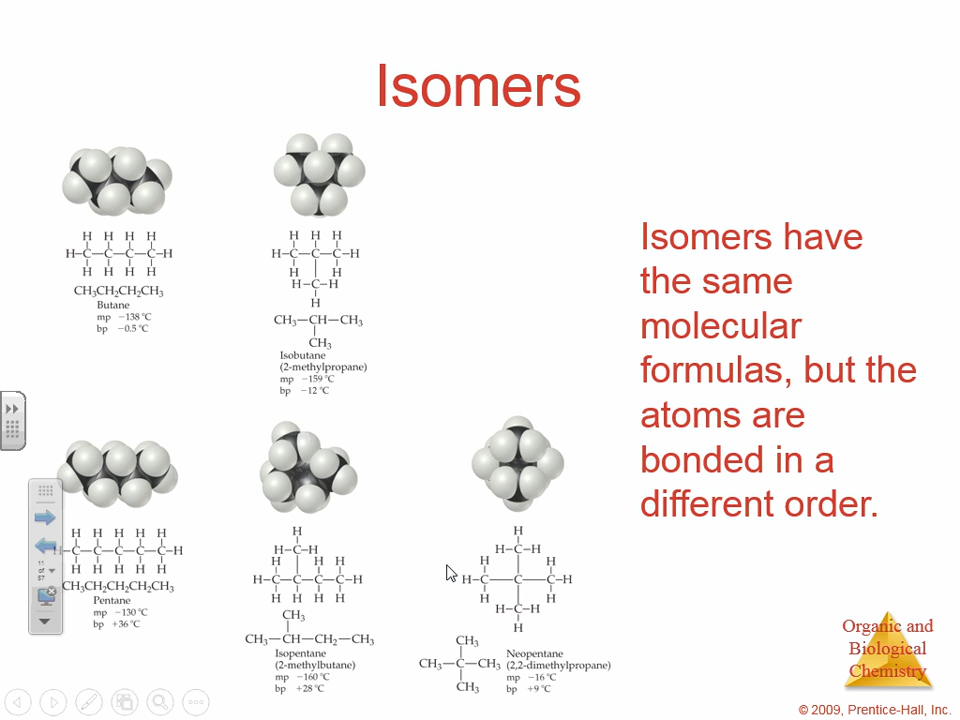 Isomers
H H H H
H–C–C–C–C–H
H H H H
CH₃CH₂CH₂CH₃
Butane
mp −138 °C
bp −0.5 °C
H H H
H–C–C–C–H
H H
H–C–H
H
CH₃—CH—CH₃
CH₃
Isobutane
(2-methylpropane)
mp −159 °C
bp −12 °C
Isomers have
the same
molecular
formulas, but the
atoms are
bonded in a
different order.
H H H H H
H–C–C–C–C–C–H
H H H H H
CH₃CH₂CH₂CH₂CH₃
Pentane
mp −130 °C
bp +36 °C
H
H–C–H
H H H
H–C–C–C–C–H
H H H H
CH₃
CH₃—CH—CH₂—CH₃
Isopentane
(2-methylbutane)
mp −160 °C
bp +28 °C
H
H–C–H
H H
H–C—C—C–H
H H
H–C–H
H
CH₃
CH₃—C—CH₃
CH₃
Neopentane
(2,2-dimethylpropane)
mp −16 °C
bp +9 °C
11
of
57
Organic and
Biological
Chemistry
© 2009, Prentice-Hall, Inc.